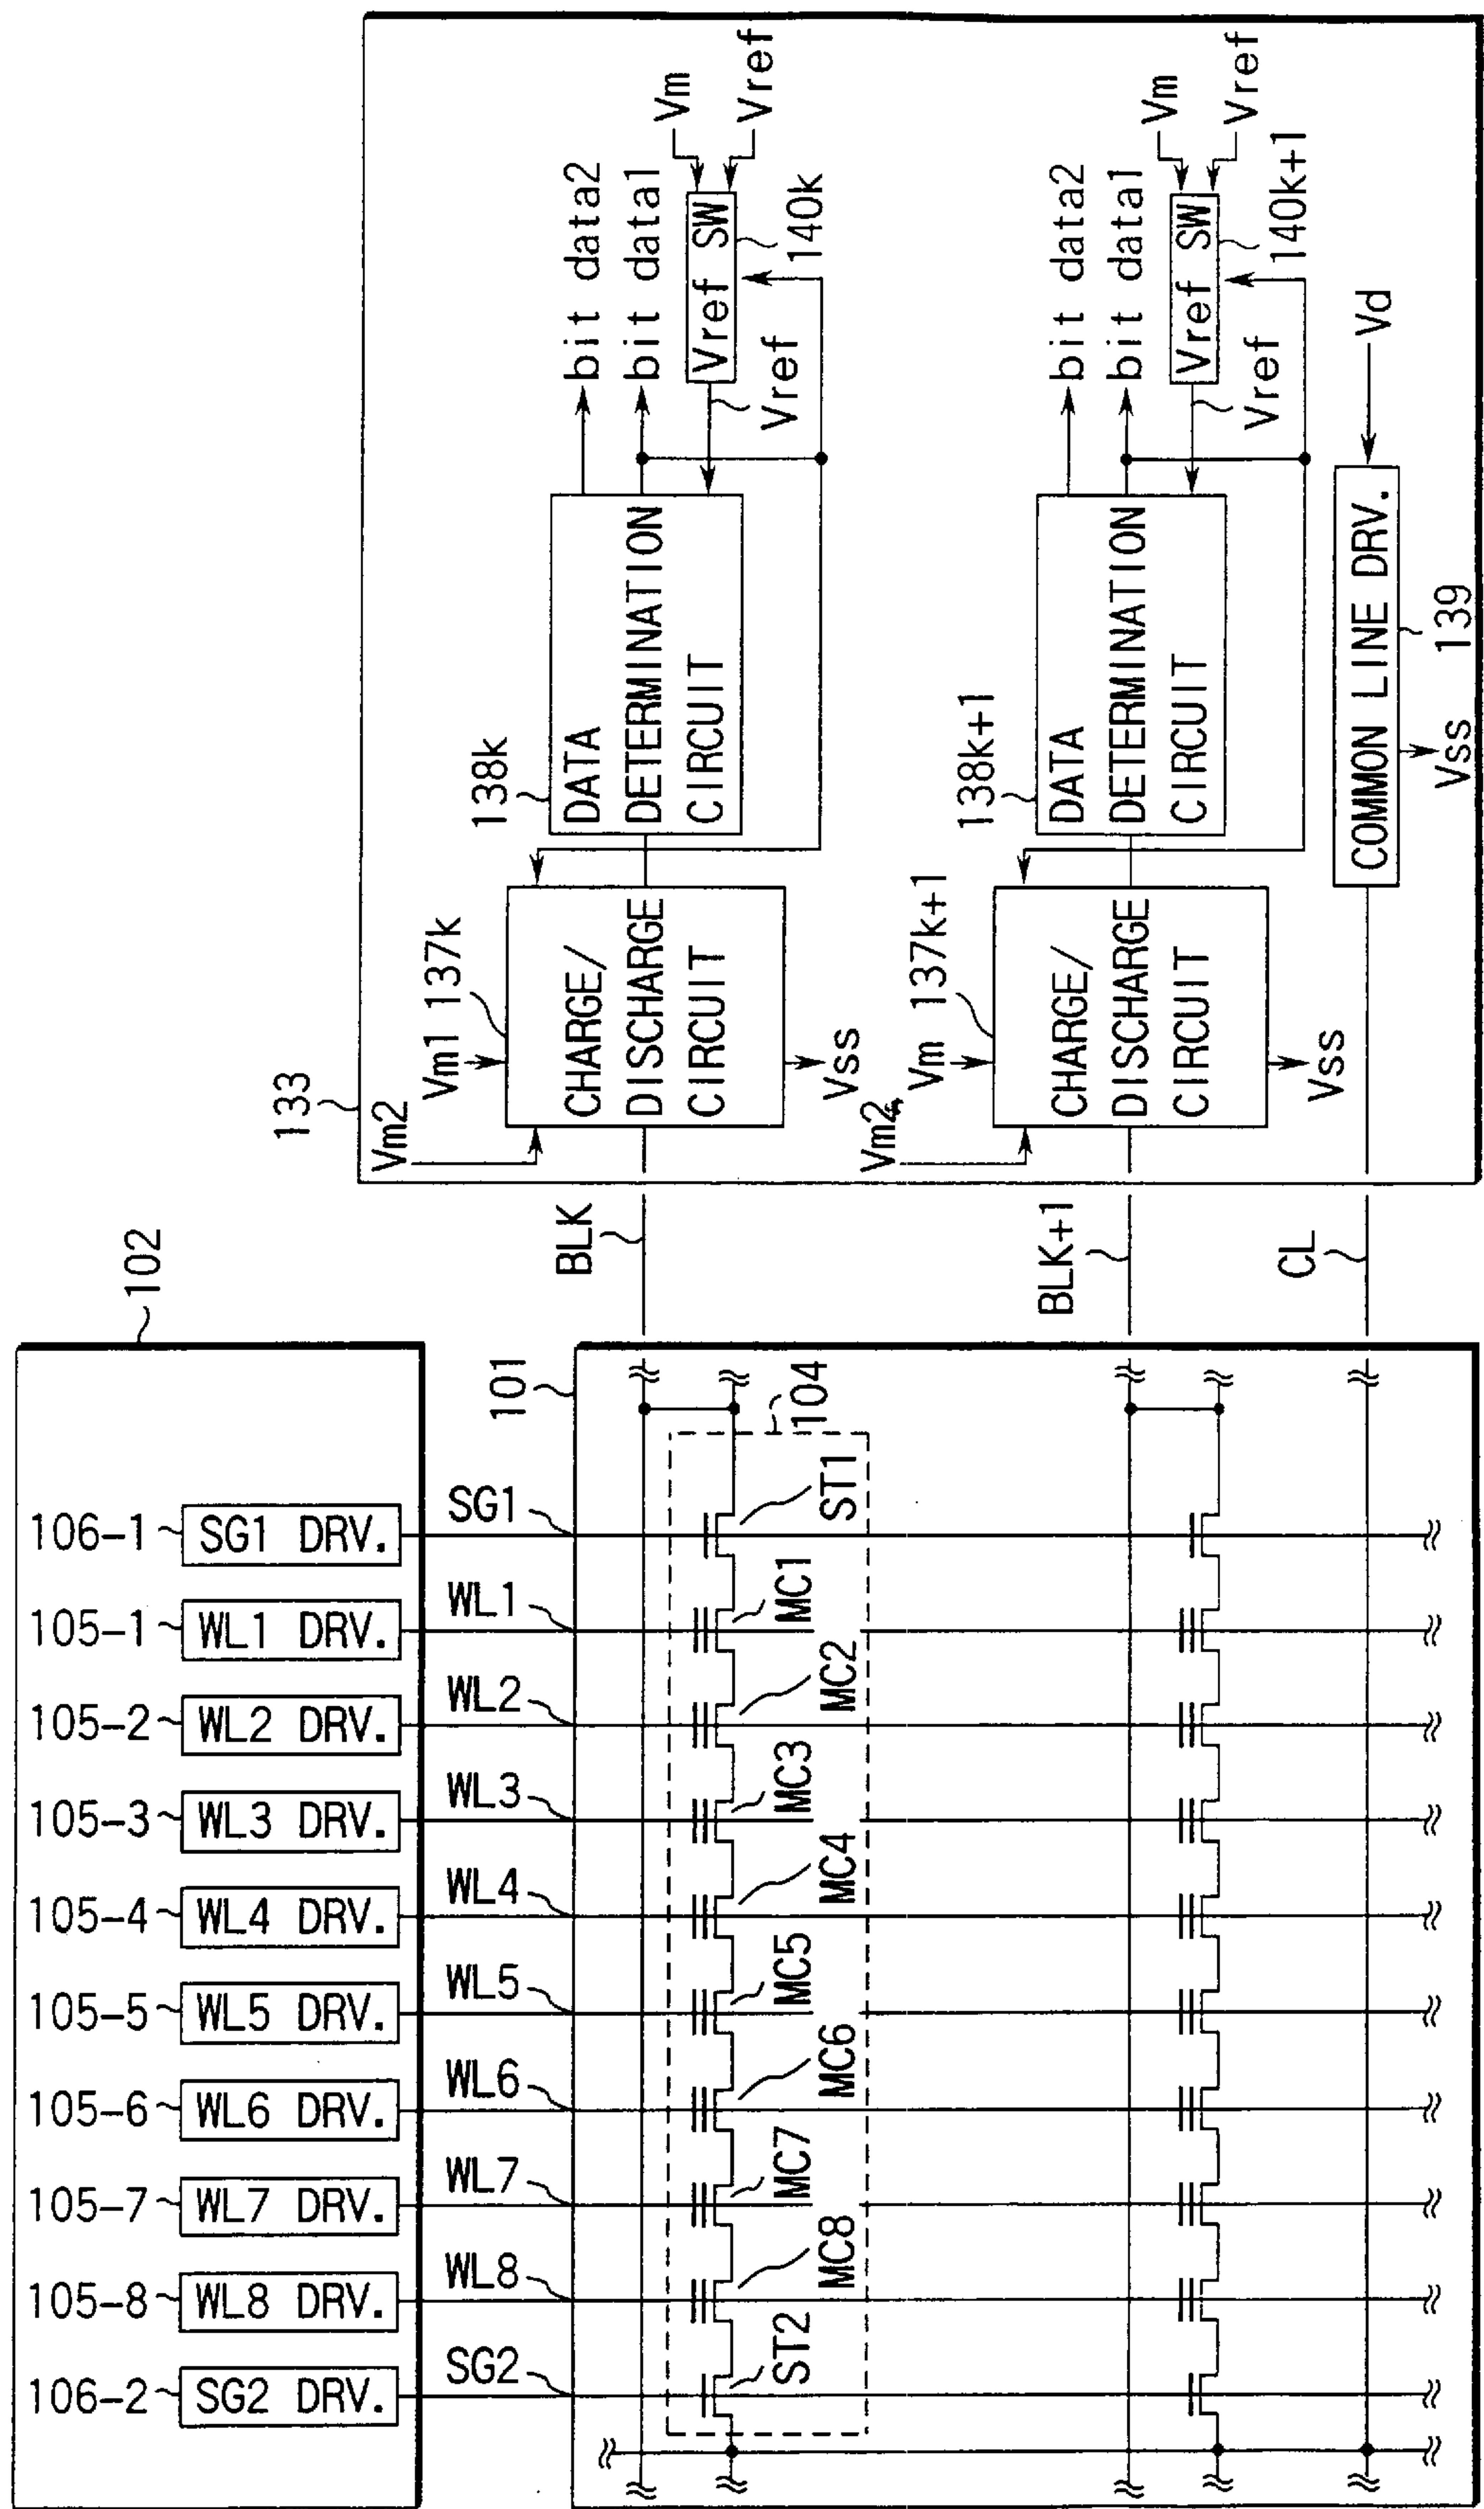 102
106-1
SG1 DRV.
105-1
WL1 DRV.
105-2
WL2 DRV.
105-3
WL3 DRV.
105-4
WL4 DRV.
105-5
WL5 DRV.
105-6
WL6 DRV.
105-7
WL7 DRV.
105-8
WL8 DRV.
106-2
SG2 DRV.
SG1
WL1
WL2
WL3
WL4
WL5
WL6
WL7
WL8
SG2
101
104
ST1
MC1
MC2
MC3
MC4
MC5
MC6
MC7
MC8
ST2
BLK
BLK+1
CL
133
Vm2
Vm1
137k
CHARGE/
DISCHARGE
CIRCUIT
Vss
138k
DATA
DETERMINATION
CIRCUIT
bit data2
bit data1
Vref
Vref SW
140k
Vm
Vref
Vm2
Vm
137k+1
CHARGE/
DISCHARGE
CIRCUIT
Vss
138k+1
DATA
DETERMINATION
CIRCUIT
bit data2
bit data1
Vref
Vref SW
140k+1
Vm
Vref
COMMON LINE DRV.
139
Vss
Vd